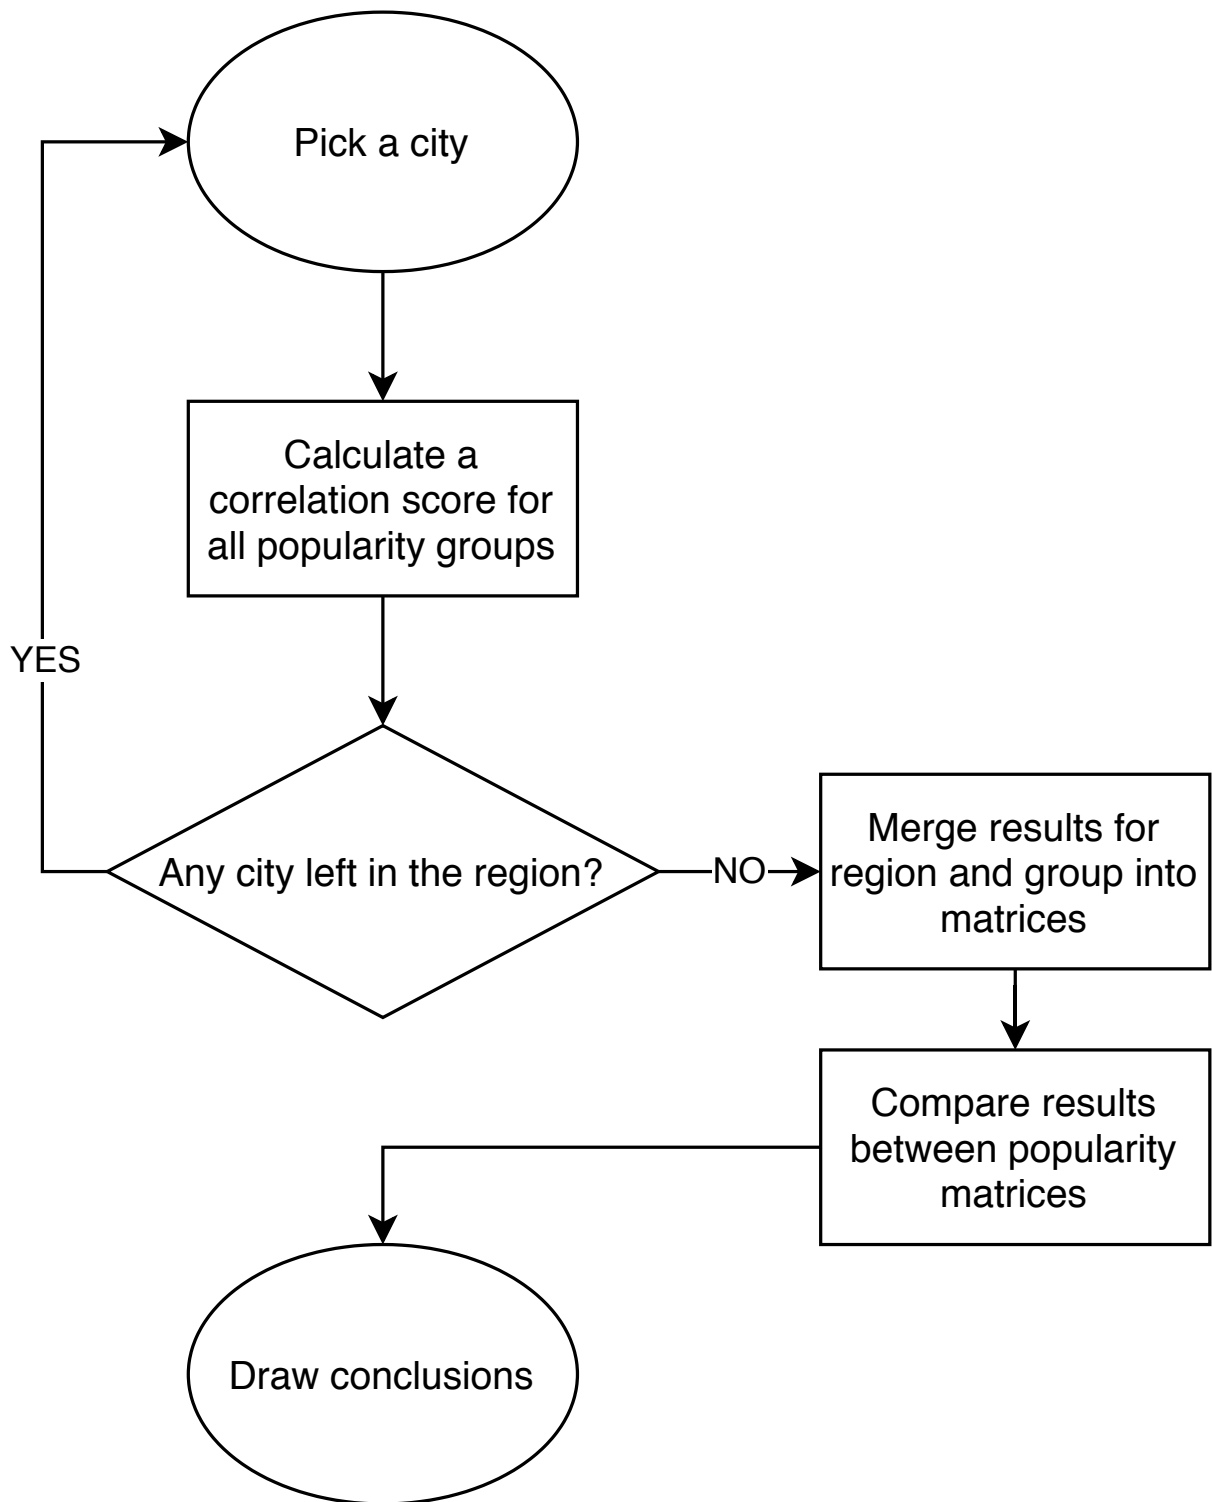 Pick a city
Calculate a
correlation score for
all popularity groups
YES
Any city left in the region?
NO
Merge results for
region and group into
matrices
Compare results
between popularity
matrices
Draw conclusions